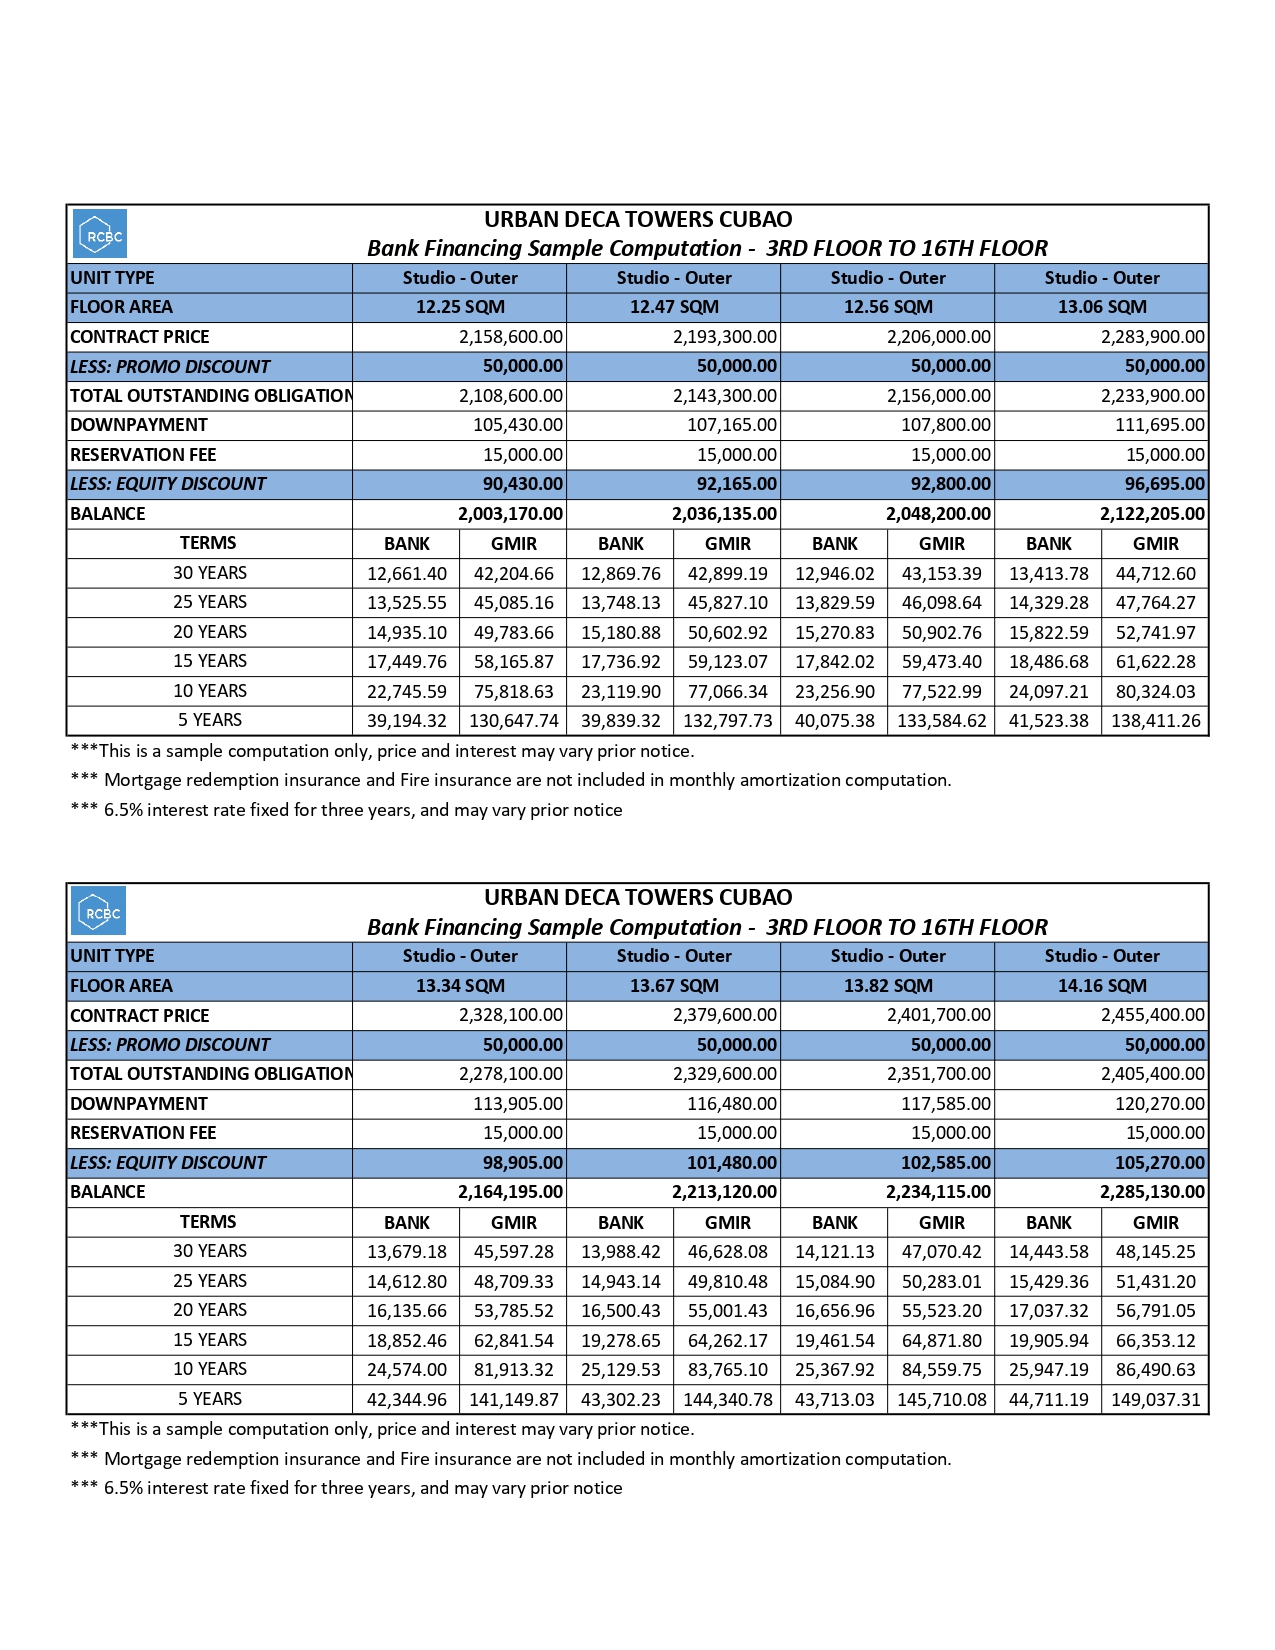 RCBC
URBAN DECA TOWERS CUBAO
Bank Financing Sample Computation - 3RD FLOOR TO 16TH FLOOR
UNIT TYPE Studio - Outer Studio - Outer Studio - Outer Studio - Outer
FLOOR AREA 12.25 SQM 12.47 SQM 12.56 SQM 13.06 SQM
CONTRACT PRICE 2,158,600.00 2,193,300.00 2,206,000.00 2,283,900.00
LESS: PROMO DISCOUNT 50,000.00 50,000.00 50,000.00 50,000.00
TOTAL OUTSTANDING OBLIGATION 2,108,600.00 2,143,300.00 2,156,000.00 2,233,900.00
DOWNPAYMENT 105,430.00 107,165.00 107,800.00 111,695.00
RESERVATION FEE 15,000.00 15,000.00 15,000.00 15,000.00
LESS: EQUITY DISCOUNT 90,430.00 92,165.00 92,800.00 96,695.00
BALANCE 2,003,170.00 2,036,135.00 2,048,200.00 2,122,205.00
TERMS BANK GMIR BANK GMIR BANK GMIR BANK GMIR
30 YEARS 12,661.40 42,204.66 12,869.76 42,899.19 12,946.02 43,153.39 13,413.78 44,712.60
25 YEARS 13,525.55 45,085.16 13,748.13 45,827.10 13,829.59 46,098.64 14,329.28 47,764.27
20 YEARS 14,935.10 49,783.66 15,180.88 50,602.92 15,270.83 50,902.76 15,822.59 52,741.97
15 YEARS 17,449.76 58,165.87 17,736.92 59,123.07 17,842.02 59,473.40 18,486.68 61,622.28
10 YEARS 22,745.59 75,818.63 23,119.90 77,066.34 23,256.90 77,522.99 24,097.21 80,324.03
5 YEARS 39,194.32 130,647.74 39,839.32 132,797.73 40,075.38 133,584.62 41,523.38 138,411.26
***This is a sample computation only, price and interest may vary prior notice.
*** Mortgage redemption insurance and Fire insurance are not included in monthly amortization computation.
*** 6.5% interest rate fixed for three years, and may vary prior notice
RCBC
URBAN DECA TOWERS CUBAO
Bank Financing Sample Computation - 3RD FLOOR TO 16TH FLOOR
UNIT TYPE Studio - Outer Studio - Outer Studio - Outer Studio - Outer
FLOOR AREA 13.34 SQM 13.67 SQM 13.82 SQM 14.16 SQM
CONTRACT PRICE 2,328,100.00 2,379,600.00 2,401,700.00 2,455,400.00
LESS: PROMO DISCOUNT 50,000.00 50,000.00 50,000.00 50,000.00
TOTAL OUTSTANDING OBLIGATION 2,278,100.00 2,329,600.00 2,351,700.00 2,405,400.00
DOWNPAYMENT 113,905.00 116,480.00 117,585.00 120,270.00
RESERVATION FEE 15,000.00 15,000.00 15,000.00 15,000.00
LESS: EQUITY DISCOUNT 98,905.00 101,480.00 102,585.00 105,270.00
BALANCE 2,164,195.00 2,213,120.00 2,234,115.00 2,285,130.00
TERMS BANK GMIR BANK GMIR BANK GMIR BANK GMIR
30 YEARS 13,679.18 45,597.28 13,988.42 46,628.08 14,121.13 47,070.42 14,443.58 48,145.25
25 YEARS 14,612.80 48,709.33 14,943.14 49,810.48 15,084.90 50,283.01 15,429.36 51,431.20
20 YEARS 16,135.66 53,785.52 16,500.43 55,001.43 16,656.96 55,523.20 17,037.32 56,791.05
15 YEARS 18,852.46 62,841.54 19,278.65 64,262.17 19,461.54 64,871.80 19,905.94 66,353.12
10 YEARS 24,574.00 81,913.32 25,129.53 83,765.10 25,367.92 84,559.75 25,947.19 86,490.63
5 YEARS 42,344.96 141,149.87 43,302.23 144,340.78 43,713.03 145,710.08 44,711.19 149,037.31
***This is a sample computation only, price and interest may vary prior notice.
*** Mortgage redemption insurance and Fire insurance are not included in monthly amortization computation.
*** 6.5% interest rate fixed for three years, and may vary prior notice